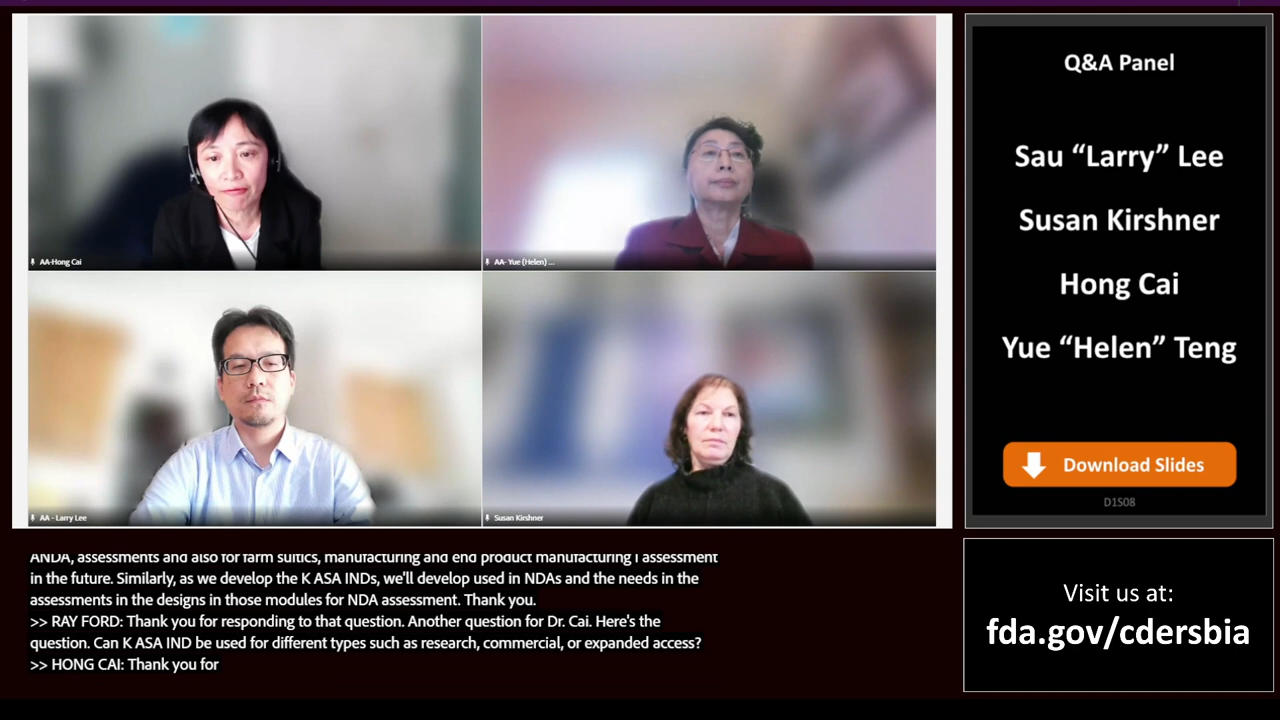 AA-Hong Cai
AA- Yue (Helen) ...
AA - Larry Lee
Susan Kirshner
Q&A Panel
Sau “Larry” Lee
Susan Kirshner
Hong Cai
Yue “Helen” Teng
Download Slides
D1S08
ANDA, assessments and also for farm sultics, manufacturing and end product manufacturing I assessment
in the future. Similarly, as we develop the K ASA INDs, we'll develop used in NDAs and the needs in the
assessments in the designs in those modules for NDA assessment. Thank you.
>> RAY FORD: Thank you for responding to that question. Another question for Dr. Cai. Here's the
question. Can K ASA IND be used for different types such as research, commercial, or expanded access?
>> HONG CAI: Thank you for
Visit us at:
fda.gov/cdersbia